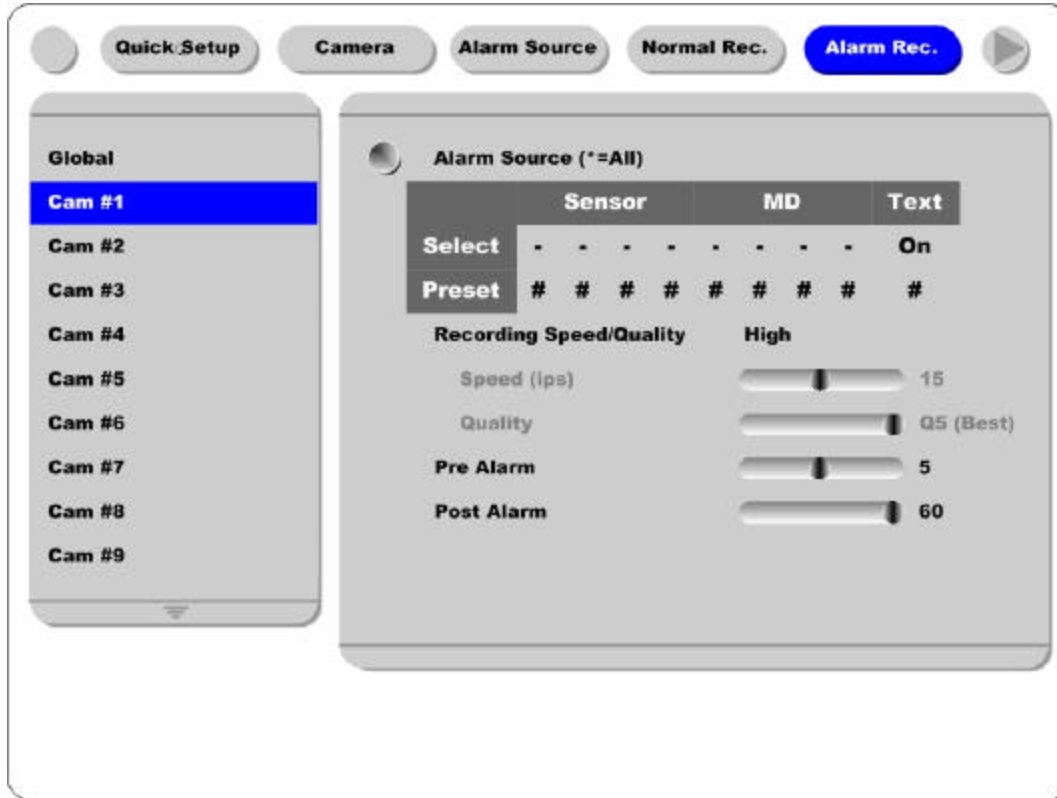 Quick Setup Camera Alarm Source Normal Rec. Alarm Rec.
Global
Cam #1
Cam #2
Cam #3
Cam #4
Cam #5
Cam #6
Cam #7
Cam #8
Cam #9
Alarm Source (*=All)
Sensor MD Text
Select - - - - - - - - On
Preset # # # # # # # # #
Recording Speed/Quality High
Speed (ips) 15
Quality Q5 (Best)
Pre Alarm 5
Post Alarm 60